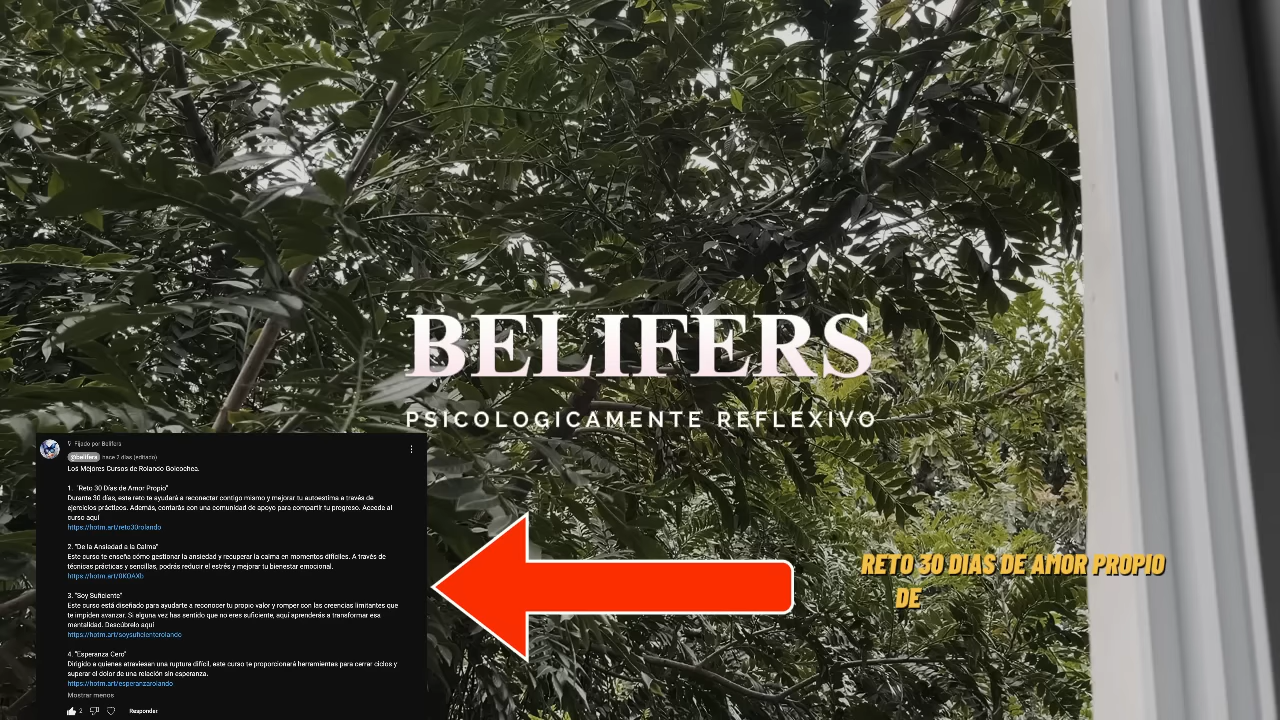 BELIFERS
PSICOLOGICAMENTE REFLEXIVO
Fijado por Belifers
@belifers hace 2 días (editado)
Los Mejores Cursos de Rolando Goicochea.
1. "Reto 30 Días de Amor Propio"
Durante 30 días, este reto te ayudará a reconectar contigo mismo y mejorar tu autoestima a través de
ejercicios prácticos. Además, contarás con una comunidad de apoyo para compartir tu progreso. Accede al
curso aquí
https://hotm.art/reto30rolando
2. "De la Ansiedad a la Calma"
Este curso te enseña cómo gestionar la ansiedad y recuperar la calma en momentos difíciles. A través de
técnicas prácticas y sencillas, podrás reducir el estrés y mejorar tu bienestar emocional.
https://hotm.art/0KOAXb
3. "Soy Suficiente"
Este curso está diseñado para ayudarte a reconocer tu propio valor y romper con las creencias limitantes que
te impiden avanzar. Si alguna vez has sentido que no eres suficiente, aquí aprenderás a transformar esa
mentalidad. Descúbrelo aquí
https://hotm.art/soysuficienterolando
4. "Esperanza Cero"
Dirigido a quienes atraviesan una ruptura difícil, este curso te proporcionará herramientas para cerrar ciclos y
superar el dolor de una relación sin esperanza.
https://hotm.art/esperanzarolando
Mostrar menos
2
Responder
RETO 30 DIAS DE AMOR PROPIO
DE